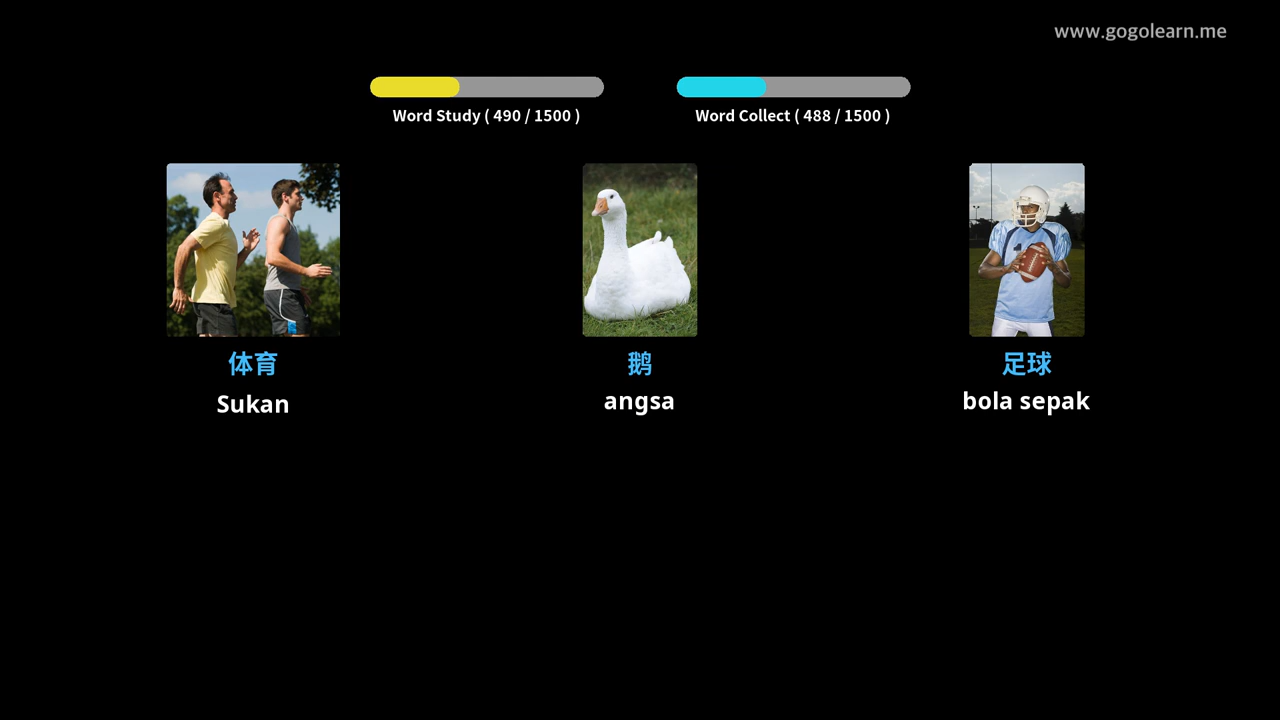 www.gogolearn.me
Word Study ( 490 / 1500 )
Word Collect ( 488 / 1500 )
体育
Sukan
鹅
angsa
足球
bola sepak